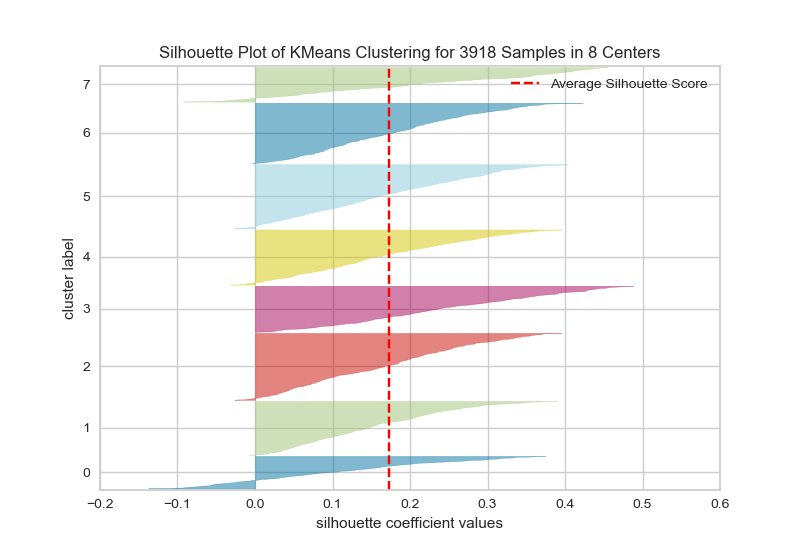 Silhouette Plot of KMeans Clustering for 3918 Samples in 8 Centers
Average Silhouette Score
7
6
5
4
3
2
1
0
cluster label
−0.2 −0.1 0.0 0.1 0.2 0.3 0.4 0.5 0.6
silhouette coefficient values